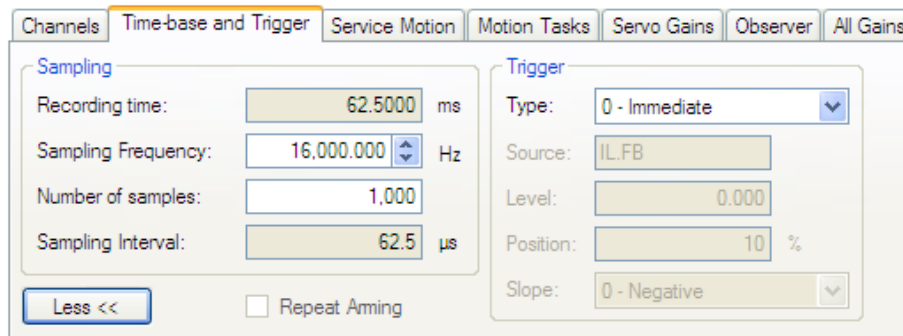 Channels Time-base and Trigger Service Motion Motion Tasks Servo Gains Observer All Gains
Sampling
Recording time: 62.5000 ms
Sampling Frequency: 16,000.000 Hz
Number of samples: 1,000
Sampling Interval: 62.5 µs
Less <<
Repeat Arming
Trigger
Type: 0 - Immediate
Source: IL.FB
Level: 0.000
Position: 10 %
Slope: 0 - Negative